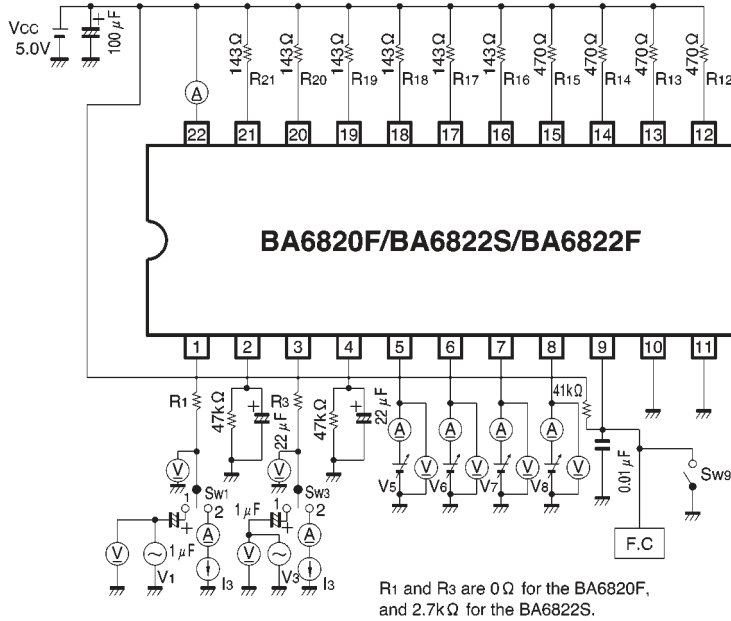 VCC
5.0V
+
100 μF
A
143Ω
R21
143Ω
R20
143Ω
R19
143Ω
R18
143Ω
R17
143Ω
R16
470Ω
R15
470Ω
R14
470Ω
R13
470Ω
R12
22 21 20 19 18 17 16 15 14 13 12
BA6820F/BA6822S/BA6822F
1 2 3 4 5 6 7 8 9 10 11
R1
47kΩ
+
22 μF
R3
47kΩ
+
22 μF
41kΩ
V
V
A
V
A
V
A
V
A
V
V5
V6
V7
V8
0.01 μF
SW9
F.C
1
SW1
2
+
1 μF
V
V1
A
I3
1
SW3
2
1 μF
+
V
V3
A
I3
R1 and R3 are 0Ω for the BA6820F,
and 2.7kΩ for the BA6822S.